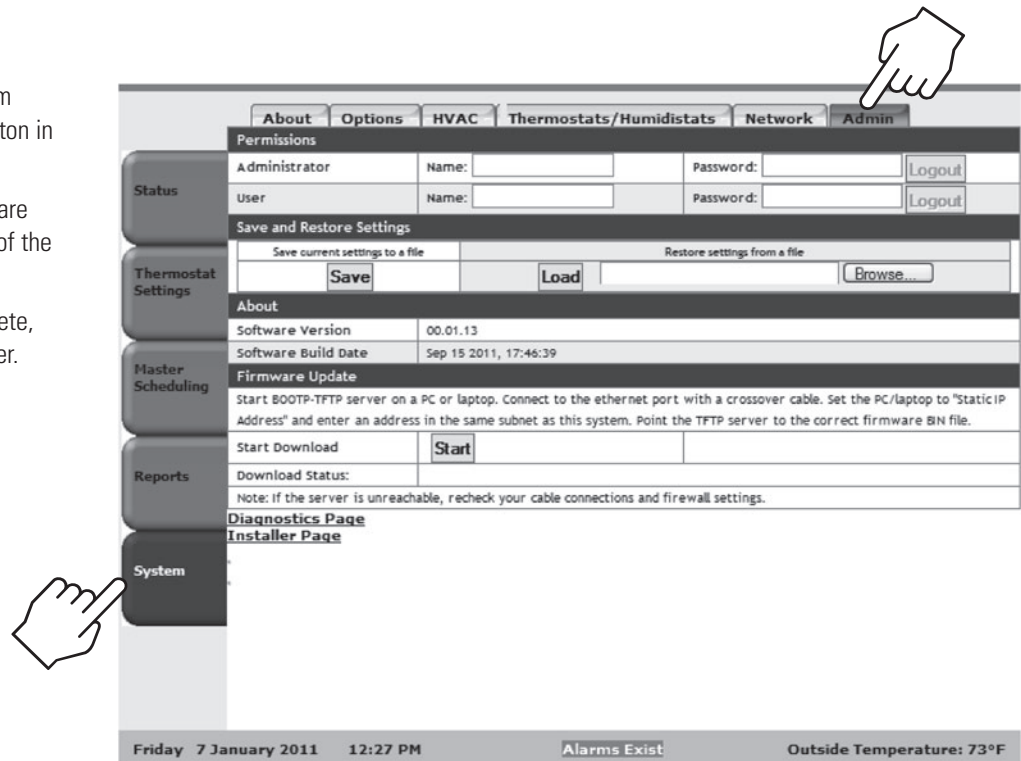 m
ton in
are
of the
ete,
er.
About Options HVAC Thermostats/Humidistats Network Admin
Permissions
Administrator Name: Password: Logout
User Name: Password: Logout
Save and Restore Settings
Save current settings to a file Restore settings from a file
Save Load Browse...
About
Software Version 00.01.13
Software Build Date Sep 15 2011, 17:46:39
Firmware Update
Start BOOTP-TFTP server on a PC or laptop. Connect to the ethernet port with a crossover cable. Set the PC/laptop to "Static IP
Address" and enter an address in the same subnet as this system. Point the TFTP server to the correct firmware BIN file.
Start Download Start
Download Status:
Note: If the server is unreachable, recheck your cable connections and firewall settings.
Diagnostics Page
Installer Page
Status
Thermostat
Settings
Master
Scheduling
Reports
System
Friday 7 January 2011 12:27 PM Alarms Exist Outside Temperature: 73°F